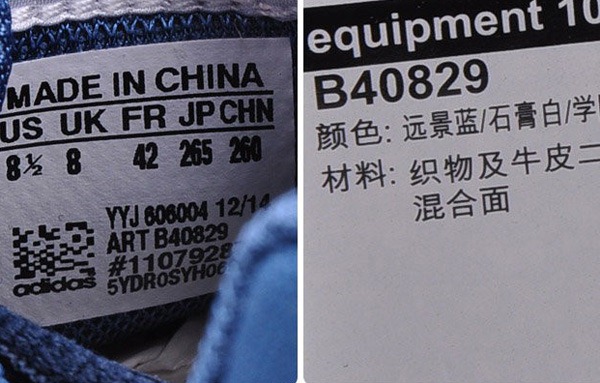 MADE IN CHINA
US UK FR JP CHN
8½ 8 42 265 260
YYJ 606004 12/14
ART B40829
#1107928
5YDR0SYH06
adidas
equipment 10
B40829
颜色: 远景蓝/石膏白/学
材料: 织物及牛皮二
混合面